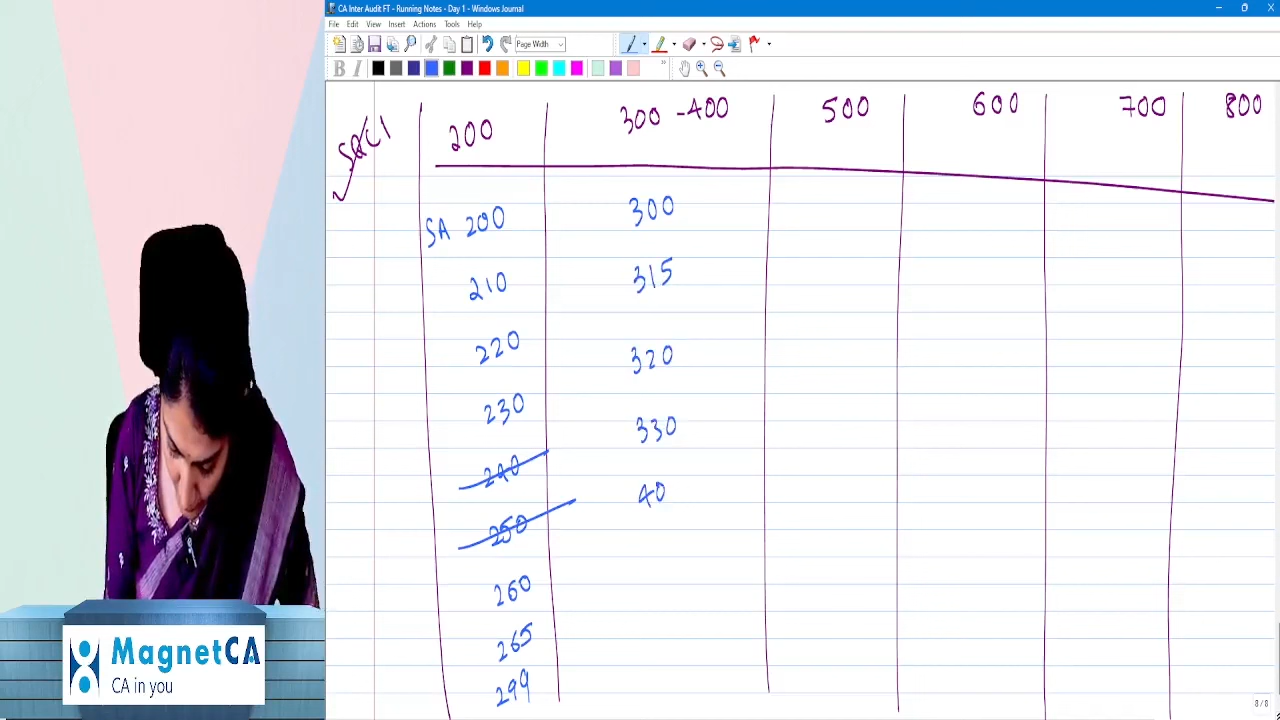 CA Inter Audit FT - Running Notes - Day 1 - Windows Journal
File Edit View Insert Actions Tools Help
Page Width
B I
SQC1 200 300 -400 500 600 700 800
SA 200 300
210 315
220 320
230 330
240 40
250
260
265
299
MagnetCA
CA in you
8 / 8